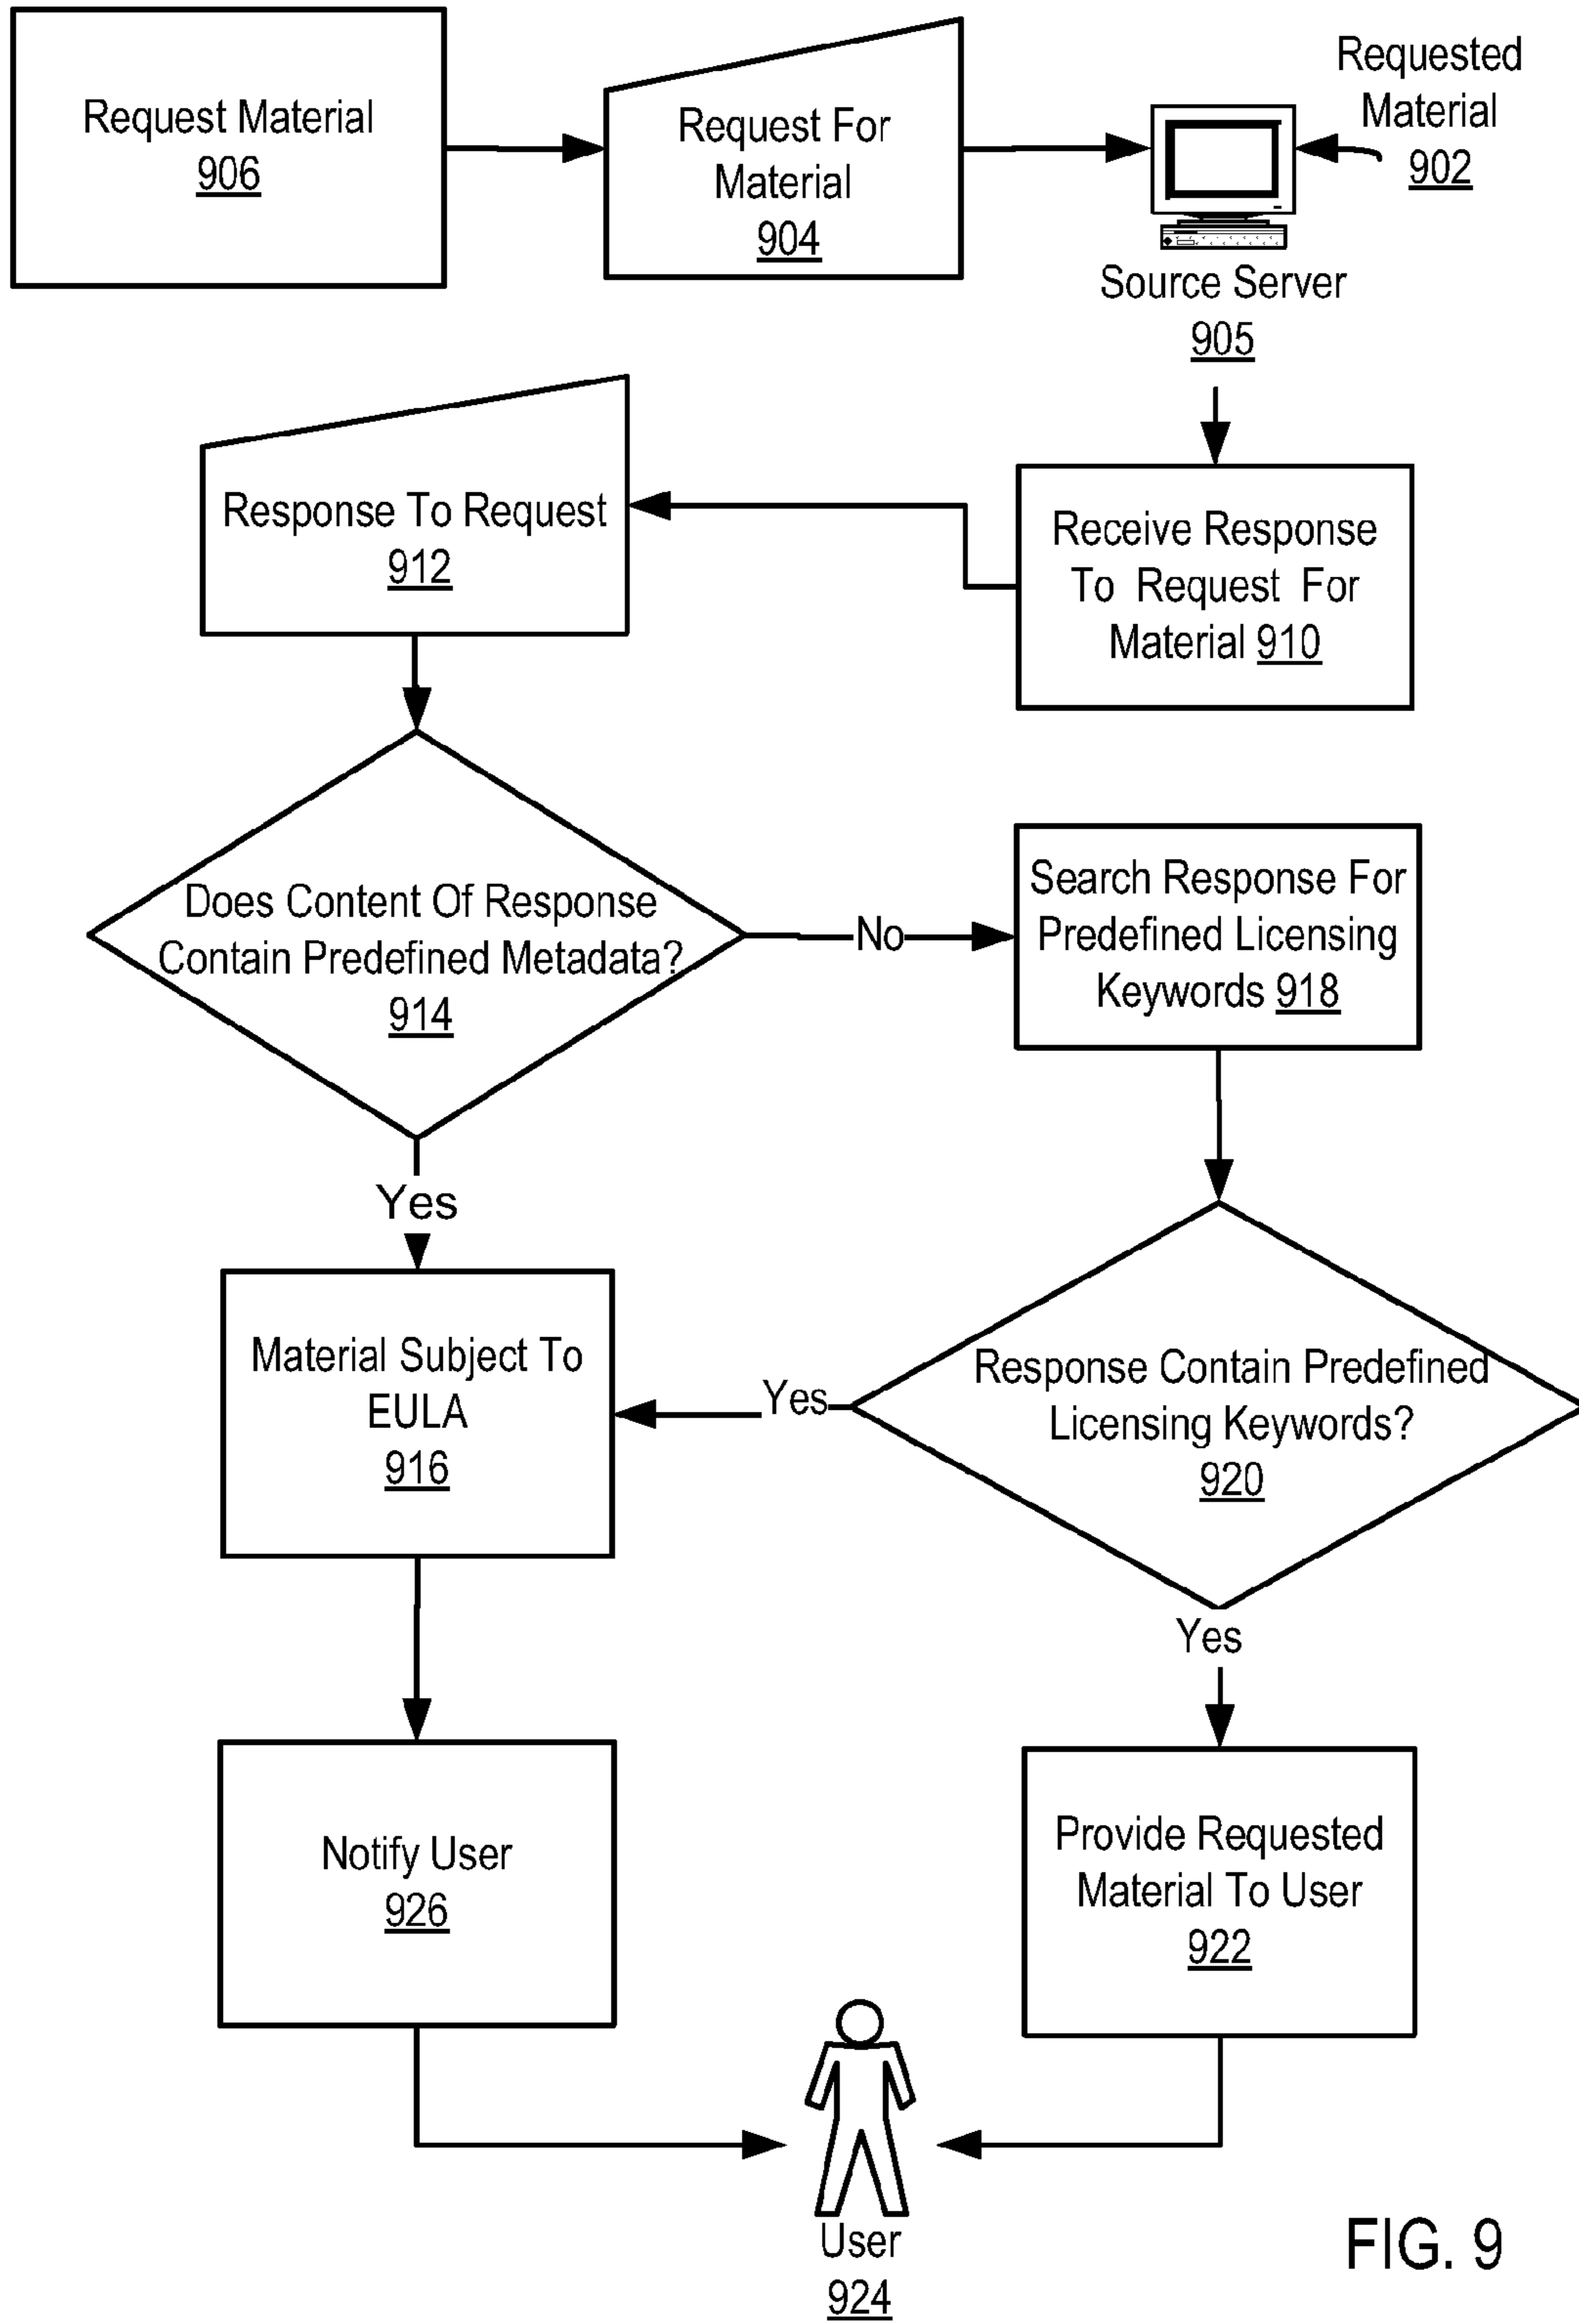 Request Material
906
Request For
Material
904
Requested
Material
902
Source Server
905
Response To Request
912
Receive Response
To Request For
Material 910
Does Content Of Response
Contain Predefined Metadata?
914
No
Search Response For
Predefined Licensing
Keywords 918
Yes
Material Subject To
EULA
916
Yes
Response Contain Predefined
Licensing Keywords?
920
Yes
Notify User
926
Provide Requested
Material To User
922
User
924
FIG. 9